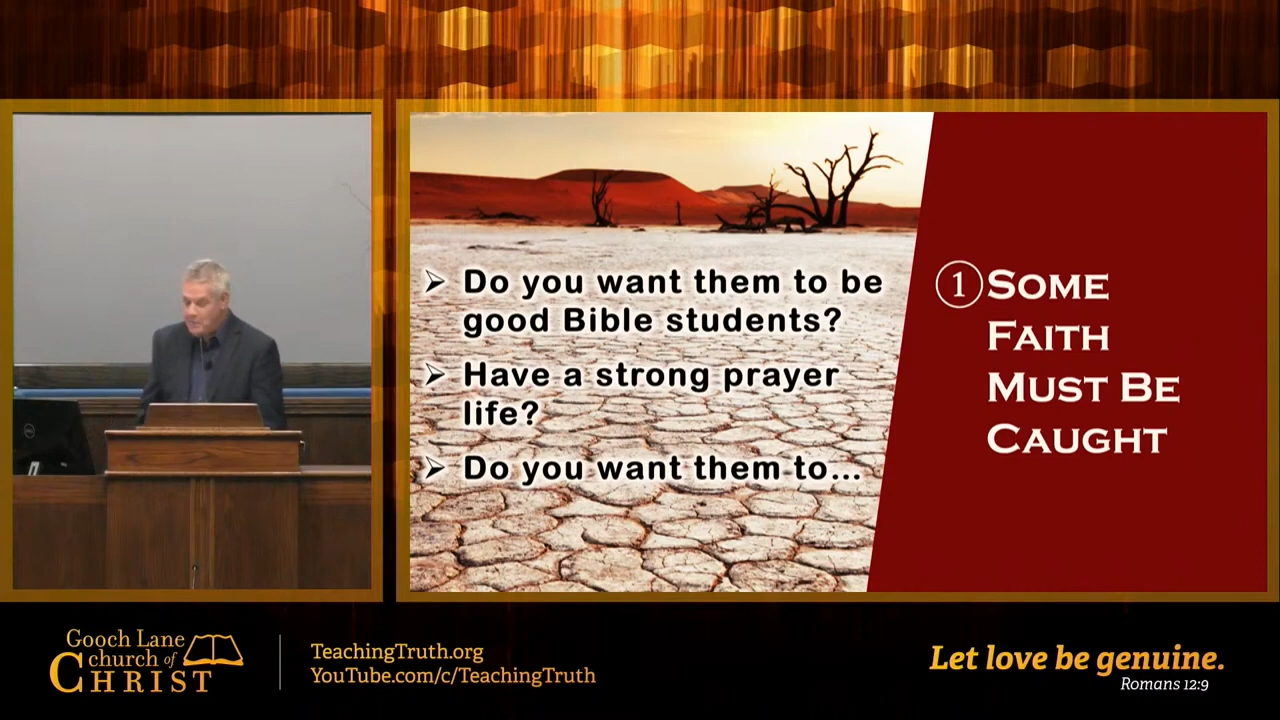 ➢ Do you want them to be
good Bible students?
➢ Have a strong prayer
life?
➢ Do you want them to...
1 SOME
FAITH
MUST BE
CAUGHT
Gooch Lane
church of
CHRIST
TeachingTruth.org
YouTube.com/c/TeachingTruth
Let love be genuine.
Romans 12:9